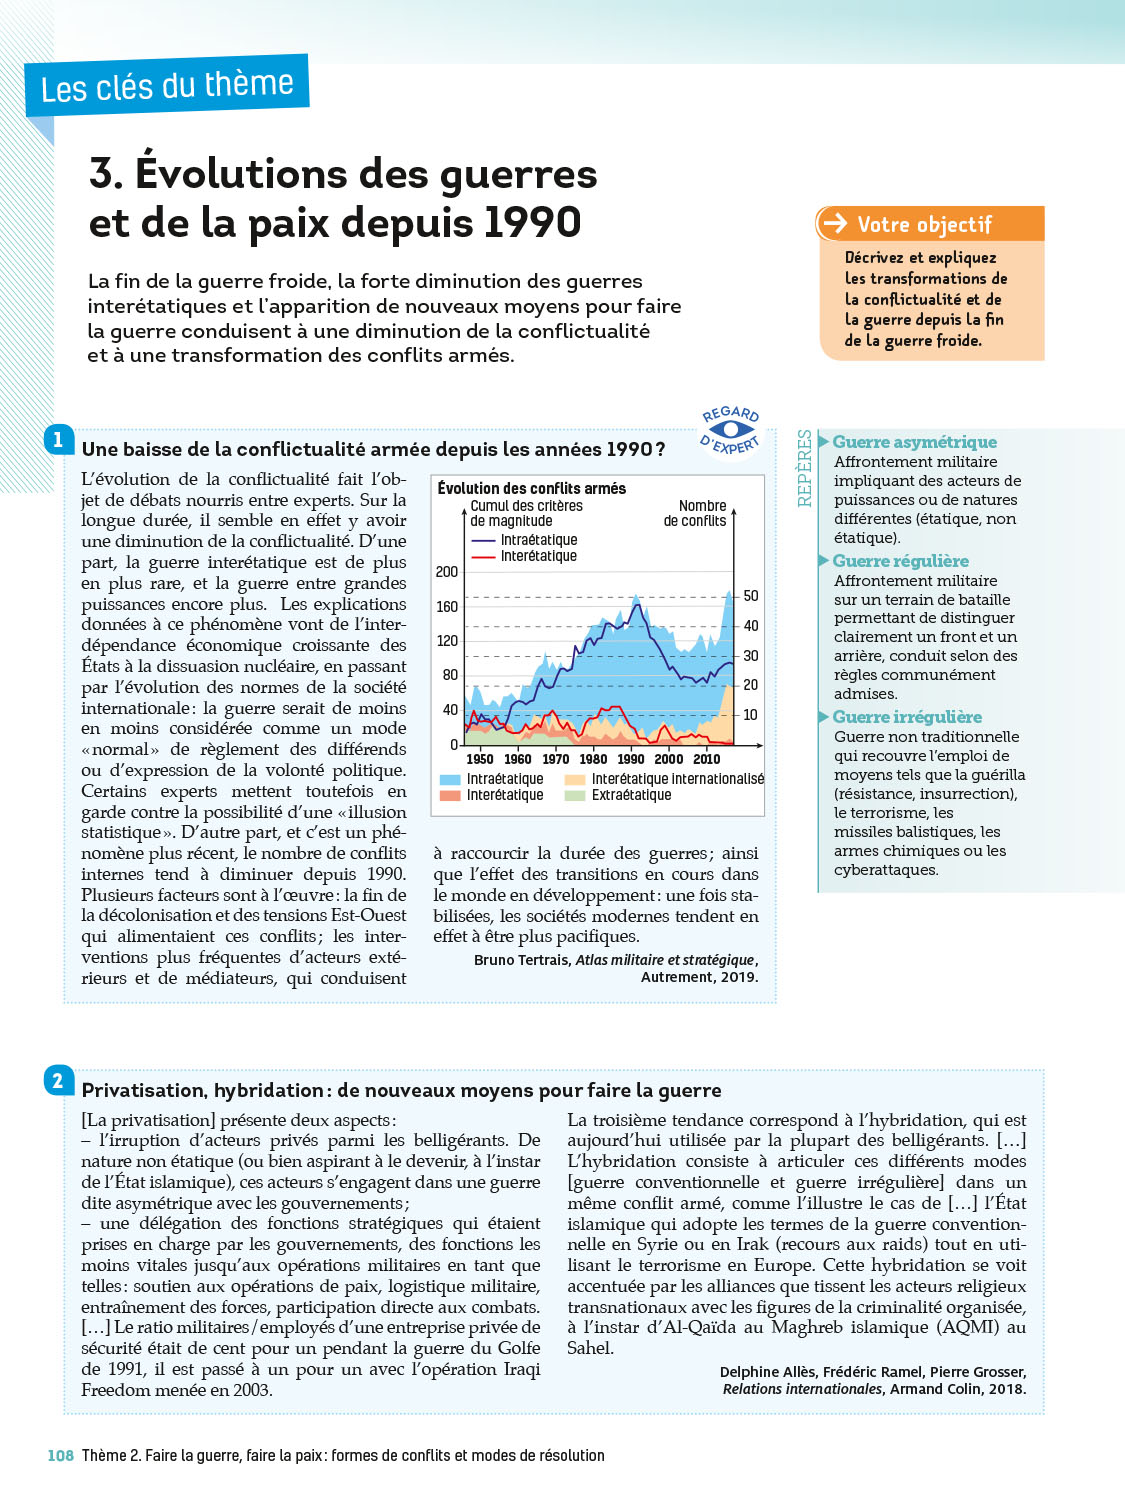 Les clés du thème
3. Évolutions des guerres
et de la paix depuis 1990
La fin de la guerre froide, la forte diminution des guerres
interétatiques et l'apparition de nouveaux moyens pour faire
la guerre conduisent à une diminution de la conflictualité
et à une transformation des conflits armés.
Votre objectif
Décrivez et expliquez
les transformations de
la conflictualité et de
la guerre depuis la fin
de la guerre froide.
1
Une baisse de la conflictualité armée depuis les années 1990 ?
REGARD
D'EXPERT
L'évolution de la conflictualité fait l'ob-
jet de débats nourris entre experts. Sur la
longue durée, il semble en effet y avoir
une diminution de la conflictualité. D'une
part, la guerre interétatique est de plus
en plus rare, et la guerre entre grandes
puissances encore plus. Les explications
données à ce phénomène vont de l'inter-
dépendance économique croissante des
États à la dissuasion nucléaire, en passant
par l'évolution des normes de la société
internationale : la guerre serait de moins
en moins considérée comme un mode
« normal » de règlement des différends
ou d'expression de la volonté politique.
Certains experts mettent toutefois en
garde contre la possibilité d'une « illusion
statistique ». D'autre part, et c'est un phé-
nomène plus récent, le nombre de conflits
internes tend à diminuer depuis 1990.
Plusieurs facteurs sont à l'œuvre : la fin de
la décolonisation et des tensions Est-Ouest
qui alimentaient ces conflits ; les inter-
ventions plus fréquentes d'acteurs exté-
rieurs et de médiateurs, qui conduisent
Évolution des conflits armés
Cumul des critères
de magnitude
Nombre
de conflits
Intraétatique
Interétatique
200
160
120
80
40
0
50
40
30
20
10
1950 1960 1970 1980 1990 2000 2010
Intraétatique
Interétatique internationalisé
Interétatique
Extraétatique
à raccourcir la durée des guerres ; ainsi
que l'effet des transitions en cours dans
le monde en développement : une fois sta-
bilisées, les sociétés modernes tendent en
effet à être plus pacifiques.
Bruno Tertrais, Atlas militaire et stratégique,
Autrement, 2019.
REPÈRES
Guerre asymétrique
Affrontement militaire
impliquant des acteurs de
puissances ou de natures
différentes (étatique, non
étatique).
Guerre régulière
Affrontement militaire
sur un terrain de bataille
permettant de distinguer
clairement un front et un
arrière, conduit selon des
règles communément
admises.
Guerre irrégulière
Guerre non traditionnelle
qui recouvre l'emploi de
moyens tels que la guérilla
(résistance, insurrection),
le terrorisme, les
missiles balistiques, les
armes chimiques ou les
cyberattaques.
2
Privatisation, hybridation : de nouveaux moyens pour faire la guerre
[La privatisation] présente deux aspects :
– l'irruption d'acteurs privés parmi les belligérants. De
nature non étatique (ou bien aspirant à le devenir, à l'instar
de l'État islamique), ces acteurs s'engagent dans une guerre
dite asymétrique avec les gouvernements ;
– une délégation des fonctions stratégiques qui étaient
prises en charge par les gouvernements, des fonctions les
moins vitales jusqu'aux opérations militaires en tant que
telles : soutien aux opérations de paix, logistique militaire,
entraînement des forces, participation directe aux combats.
[…] Le ratio militaires / employés d'une entreprise privée de
sécurité était de cent pour un pendant la guerre du Golfe
de 1991, il est passé à un pour un avec l'opération Iraqi
Freedom menée en 2003.
La troisième tendance correspond à l'hybridation, qui est
aujourd'hui utilisée par la plupart des belligérants. […]
L'hybridation consiste à articuler ces différents modes
[guerre conventionnelle et guerre irrégulière] dans un
même conflit armé, comme l'illustre le cas de […] l'État
islamique qui adopte les termes de la guerre convention-
nelle en Syrie ou en Irak (recours aux raids) tout en uti-
lisant le terrorisme en Europe. Cette hybridation se voit
accentuée par les alliances que tissent les acteurs religieux
transnationaux avec les figures de la criminalité organisée,
à l'instar d'Al-Qaïda au Maghreb islamique (AQMI) au
Sahel.
Delphine Allès, Frédéric Ramel, Pierre Grosser,
Relations internationales, Armand Colin, 2018.
108 Thème 2. Faire la guerre, faire la paix : formes de conflits et modes de résolution